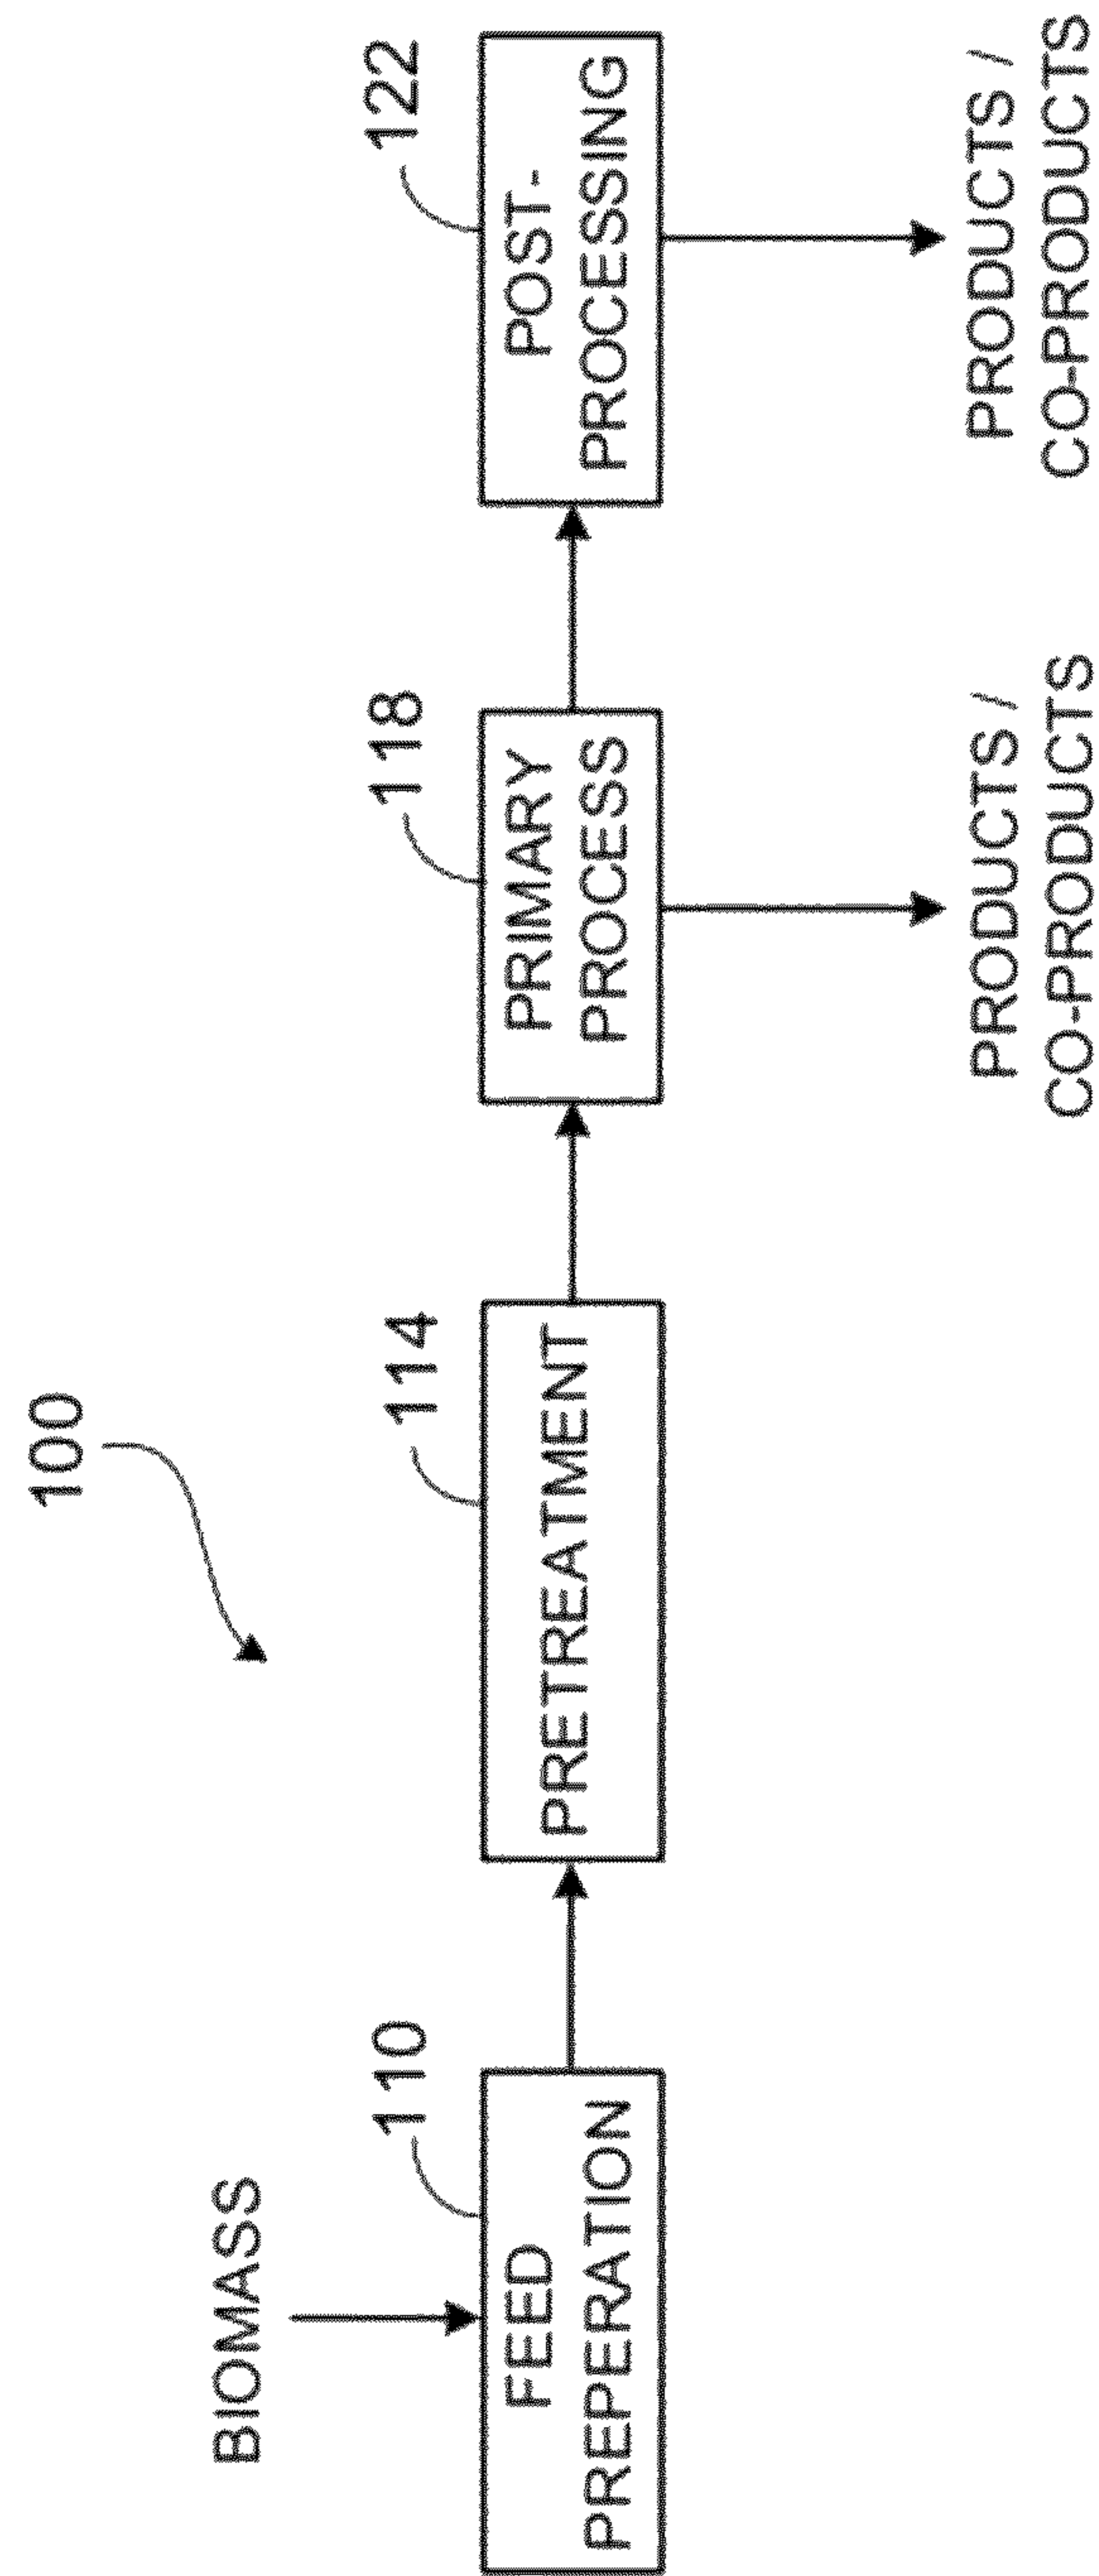 100
BIOMASS
110
FEED
PREPERATION
114
PRETREATMENT
118
PRIMARY
PROCESS
122
POST-
PROCESSING
PRODUCTS /
CO-PRODUCTS
PRODUCTS /
CO-PRODUCTS